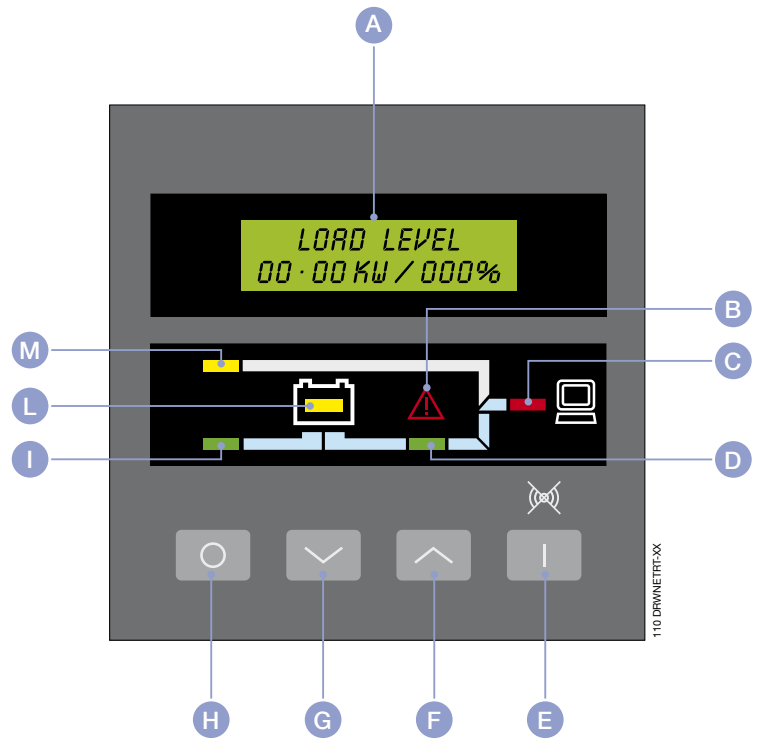 A
LOAD LEVEL
00·00KW/000%
B
M
C
L
I
D
110 DRWNETRT-XX
H
G
F
E